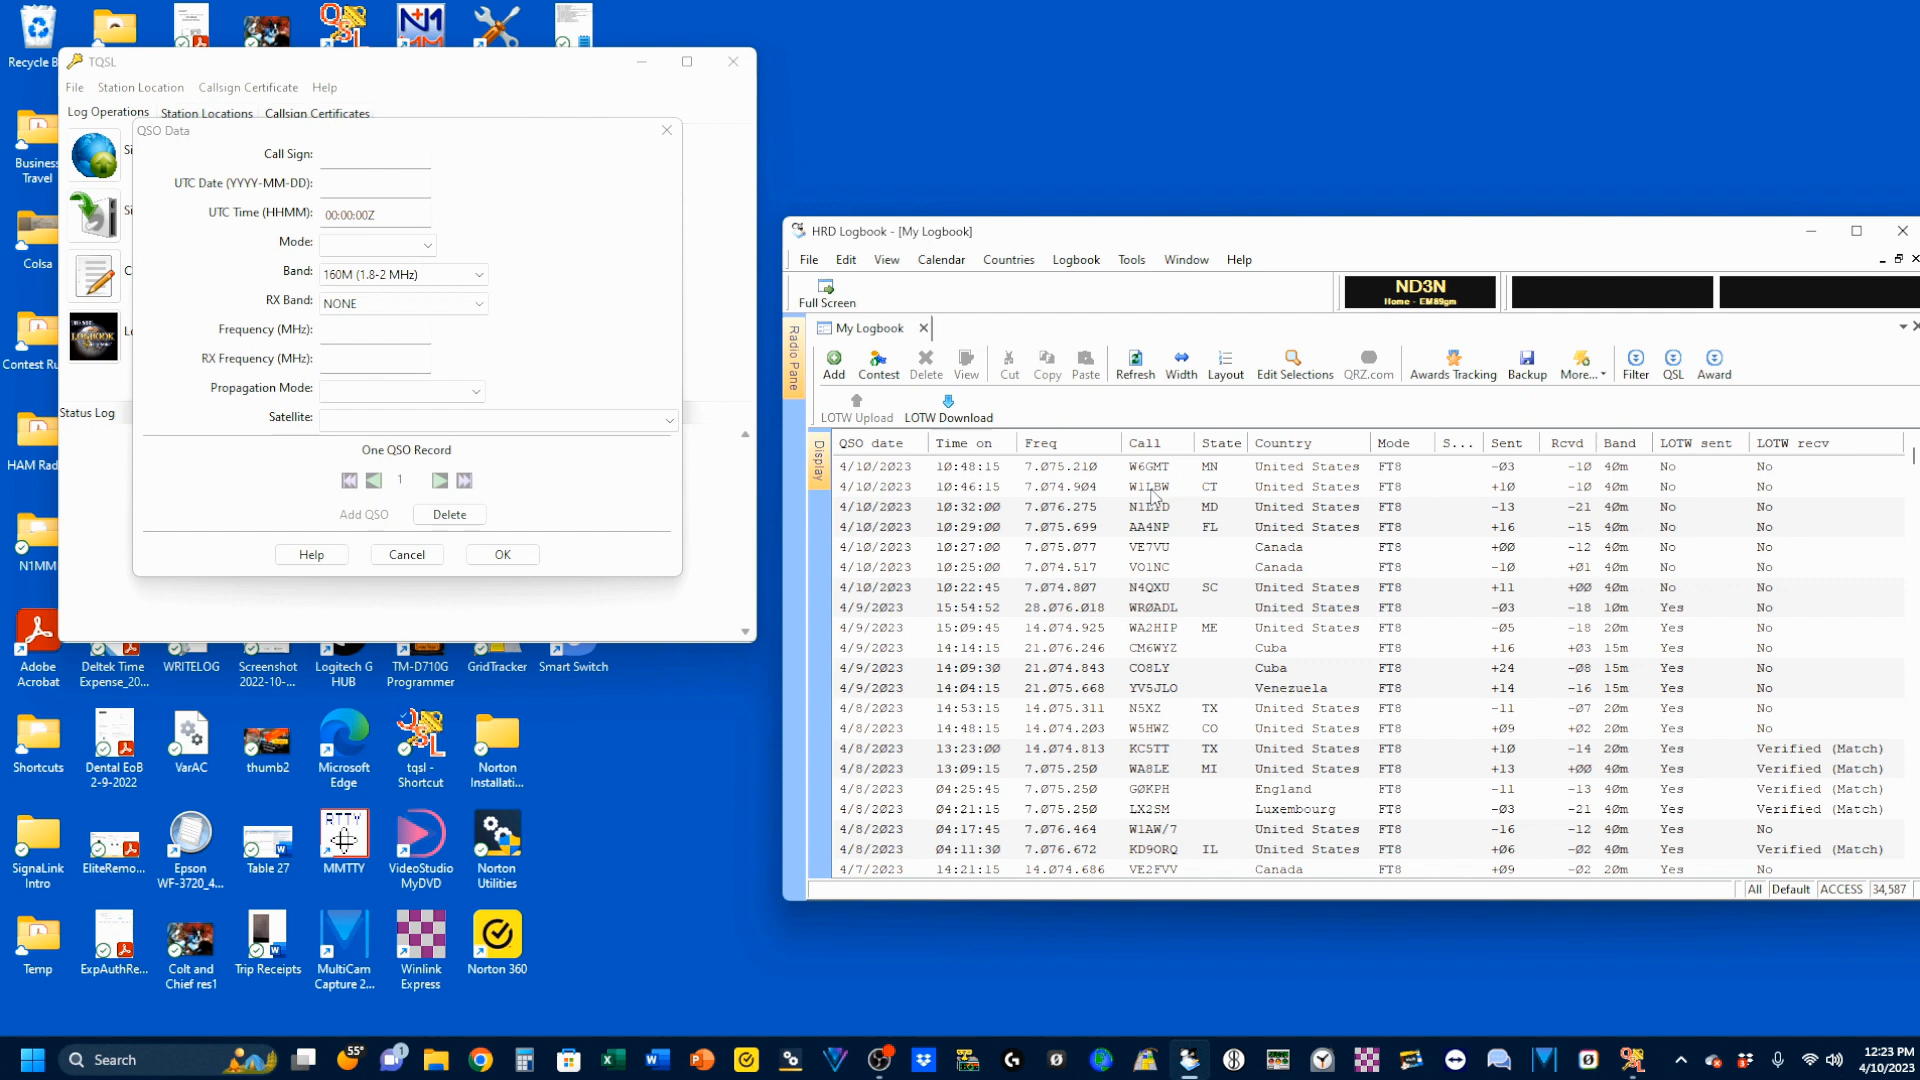 Recycle B
TQSL
File Station Location Callsign Certificate Help
Log Operations Station Locations Callsign Certificates
QSO Data
Call Sign:
UTC Date (YYYY-MM-DD):
UTC Time (HHMM): 00:00:00Z
Mode:
Band: 160M (1.8-2 MHz)
RX Band: NONE
Frequency (MHz):
RX Frequency (MHz):
Propagation Mode:
Satellite:
One QSO Record
1
Add QSO Delete
Help Cancel OK
Status Log
Business Travel
Colsa
Contest Ru
HAM Rad
N1MM
HRD Logbook - [My Logbook]
File Edit View Calendar Countries Logbook Tools Window Help
Full Screen
ND3N
Home - EM89gm
Radio Pane
My Logbook
Add Contest Delete View Cut Copy Paste Refresh Width Layout Edit Selections QRZ.com Awards Tracking Backup More... Filter QSL Award
LOTW Upload LOTW Download
Display
QSO date Time on Freq Call State Country Mode S... Sent Rcvd Band LOTW sent LOTW recv
4/10/2023 10:48:15 7.075.210 W6GMT MN United States FT8 -03 -10 40m No No
4/10/2023 10:46:15 7.074.904 W1LBW CT United States FT8 +10 -10 40m No No
4/10/2023 10:32:00 7.076.275 MD United States FT8 -13 -21 40m No No
4/10/2023 10:29:00 7.075.699 AA4NP FL United States FT8 +16 -15 40m No No
4/10/2023 10:27:00 7.075.077 VE7VU Canada FT8 +00 -12 40m No No
4/10/2023 10:25:00 7.074.517 VO1NC Canada FT8 -10 +01 40m No No
4/10/2023 10:22:45 7.074.807 N4QXU SC United States FT8 +11 +00 40m No No
4/9/2023 15:54:52 28.076.018 WR0ADL United States FT8 -03 -18 10m Yes No
4/9/2023 15:09:45 14.074.925 WA2HIP ME United States FT8 -05 -18 20m Yes No
4/9/2023 14:14:15 21.076.246 CM6WYZ Cuba FT8 +16 +03 15m Yes No
4/9/2023 14:09:30 21.074.843 CO8LY Cuba FT8 +24 -08 15m Yes No
4/9/2023 14:04:15 21.075.668 YV5JLO Venezuela FT8 +14 -16 15m Yes No
4/8/2023 14:53:15 14.075.311 N5XZ TX United States FT8 -11 -07 20m Yes No
4/8/2023 14:48:15 14.074.203 W5HWZ CO United States FT8 +09 +02 20m Yes No
4/8/2023 13:23:00 14.074.813 KC5TT TX United States FT8 +10 -14 20m Yes Verified (Match)
4/8/2023 13:09:15 7.075.250 WA8LE MI United States FT8 +13 +00 40m Yes Verified (Match)
4/8/2023 04:25:45 7.075.250 G0KPH England FT8 -11 -13 40m Yes Verified (Match)
4/8/2023 04:21:15 7.075.250 LX2SM Luxembourg FT8 -03 -21 40m Yes Verified (Match)
4/8/2023 04:17:45 7.076.464 W1AW/7 United States FT8 -16 -12 40m Yes No
4/8/2023 04:11:30 7.076.672 KD9ORQ IL United States FT8 +06 -02 40m Yes Verified (Match)
4/7/2023 14:21:15 14.074.686 VE2FVV Canada FT8 +09 -02 20m Yes No
All Default ACCESS 34,587
Adobe Acrobat
Deltek Time Expense_20...
WRITELOG
Screenshot 2022-10-...
Logitech G HUB
TM-D710G Programmer
GridTracker
Smart Switch
Shortcuts
Dental EoB 2-9-2022
VarAC
thumb2
Microsoft Edge
tqsl - Shortcut
Norton Installati...
SignaLink Intro
EliteRemo...
Epson WF-3720_4...
Table 27
RTTY
MMTTY
VideoStudio MyDVD
Norton Utilities
Temp
ExpAuthRe...
Colt and Chief res1
Trip Receipts
MultiCam Capture 2...
Winlink Express
Norton 360
Search
55°
1
12:23 PM
4/10/2023